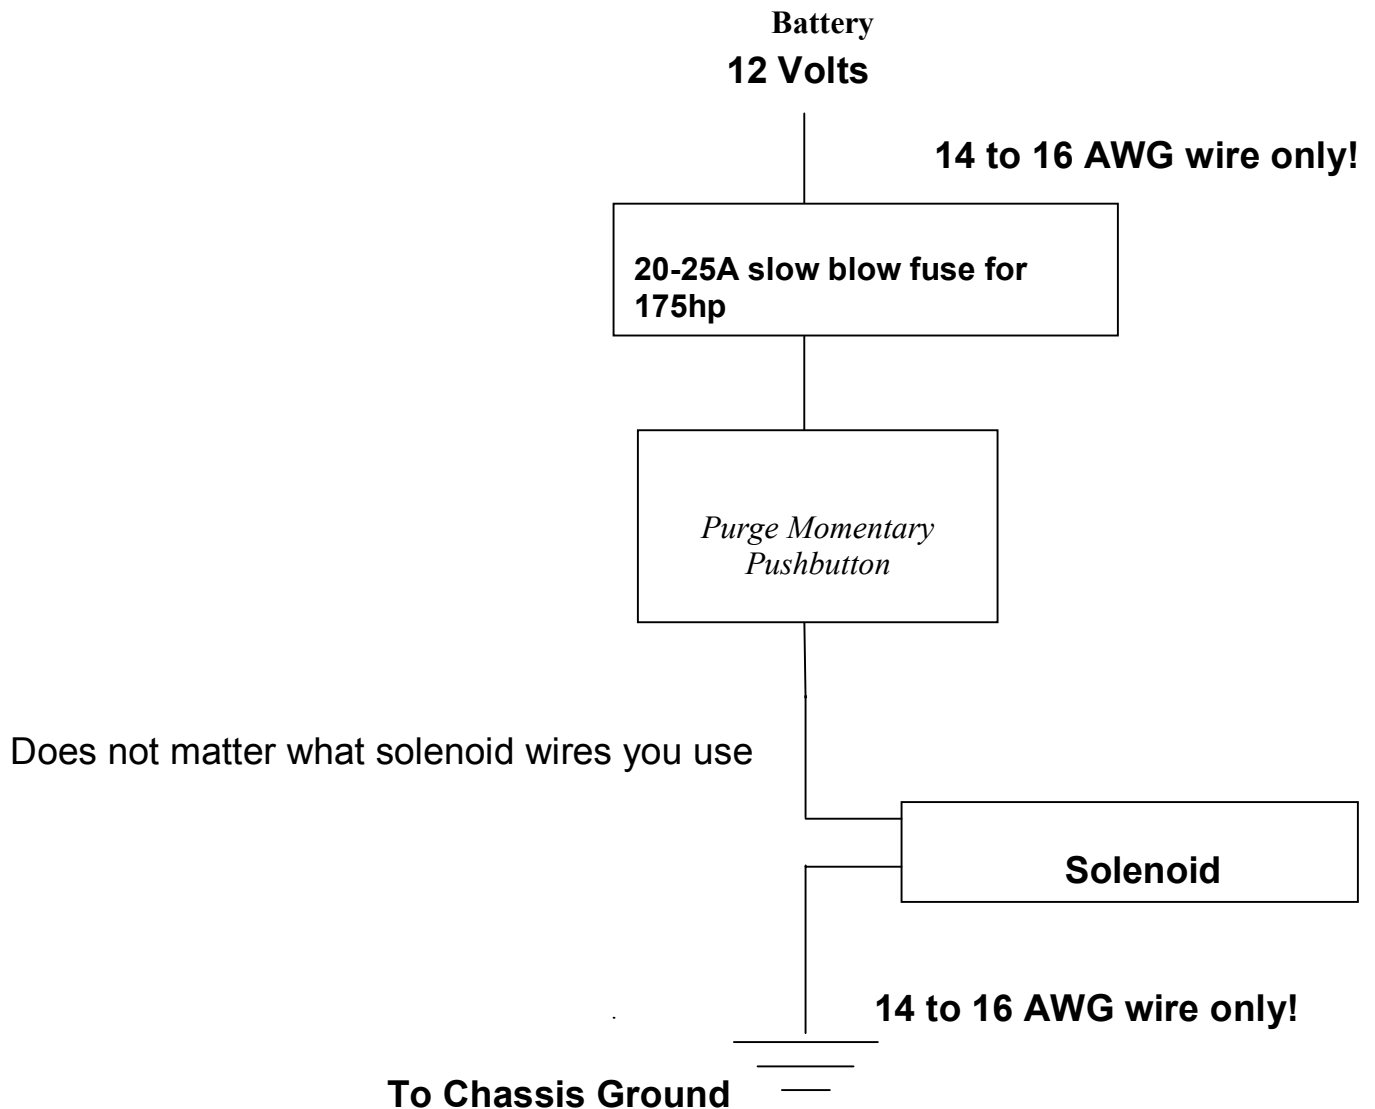 Battery
12 Volts
14 to 16 AWG wire only!
20-25A slow blow fuse for
175hp
Purge Momentary
Pushbutton
Does not matter what solenoid wires you use
Solenoid
14 to 16 AWG wire only!
To Chassis Ground